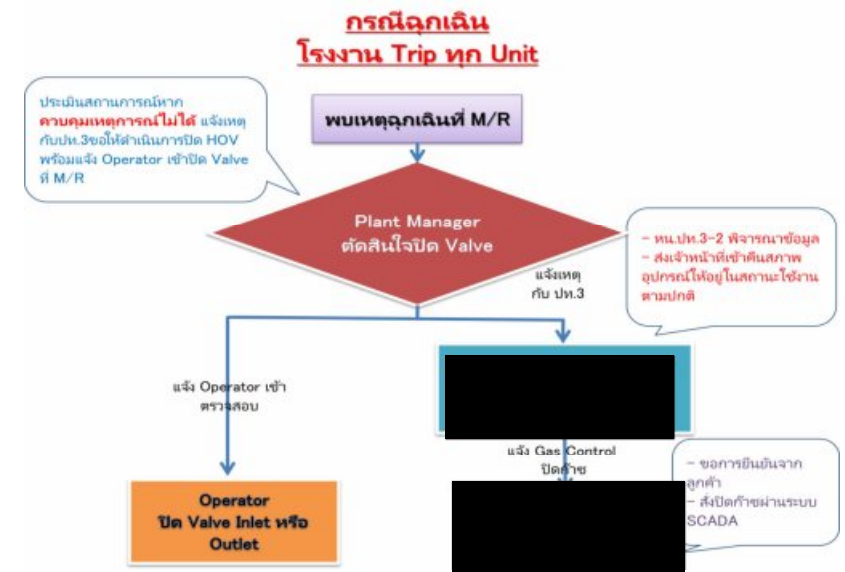 กรณีฉุกเฉิน
โรงงาน Trip ทุก Unit
ประเมินสถานการณ์หาก
ควบคุมเหตุการณ์ไม่ได้ แจ้งเหตุ
กับปท.3ขอให้ดำเนินการปิด HOV
พร้อมแจ้ง Operator เข้าปิด Valve
ที่ M/R
พบเหตุฉุกเฉินที่ M/R
Plant Manager
ตัดสินใจปิด Valve
– หน.ปท.3-2 พิจารณาข้อมูล
– ส่งเจ้าหน้าที่เข้าคืนสภาพ
อุปกรณ์ให้อยู่ในสถานะใช้งาน
ตามปกติ
แจ้งเหตุ
กับ ปท.3
แจ้ง Operator เข้า
ตรวจสอบ
แจ้ง Gas Control
ปิดก๊าซ
– ขอการยืนยันจาก
ลูกค้า
– สั่งปิดก๊าซผ่านระบบ
SCADA
Operator
ปิด Valve Inlet หรือ
Outlet